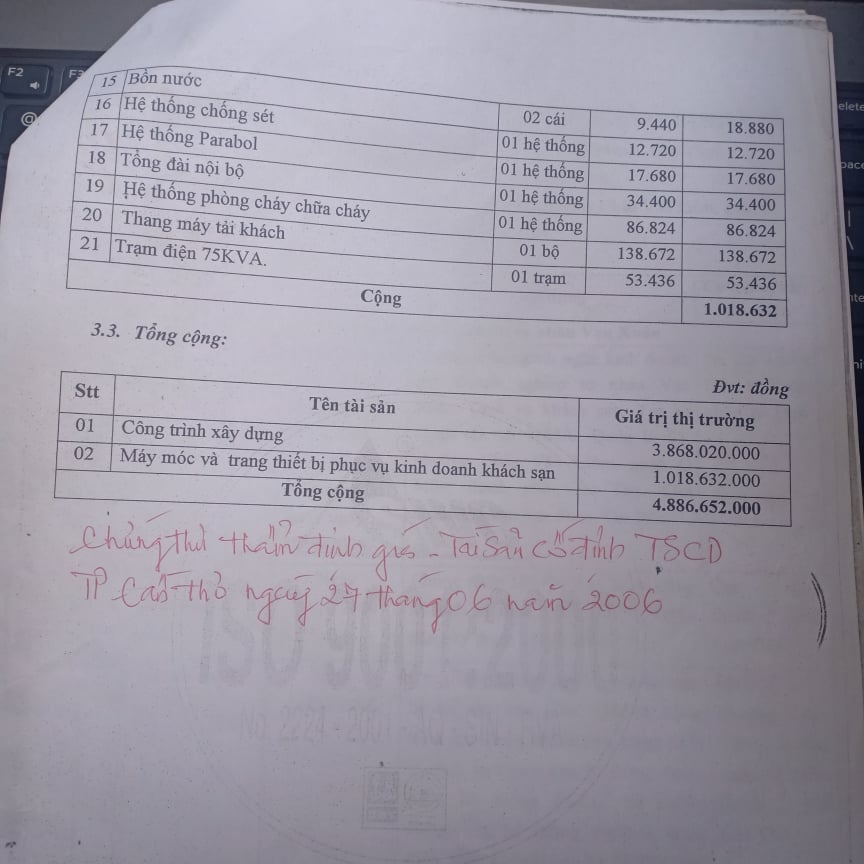 15 Bồn nước 02 cái 9.440 18.880
16 Hệ thống chống sét 01 hệ thống 12.720 12.720
17 Hệ thống Parabol 01 hệ thống 17.680 17.680
18 Tổng đài nội bộ 01 hệ thống 34.400 34.400
19 Hệ thống phòng cháy chữa cháy 01 hệ thống 86.824 86.824
20 Thang máy tải khách 01 bộ 138.672 138.672
21 Trạm điện 75KVA. 01 trạm 53.436 53.436
Cộng 1.018.632
3.3. Tổng cộng:
Đvt: đồng
Stt Tên tài sản Giá trị thị trường
01 Công trình xây dựng 3.868.020.000
02 Máy móc và trang thiết bị phục vụ kinh doanh khách sạn 1.018.632.000
Tổng cộng 4.886.652.000
Chứng thư thẩm định giá - Tài Sản Cố định TSCD
TP Cần Thơ ngày 27 tháng 06 năm 2006
ISO 9001:2000
F2
@